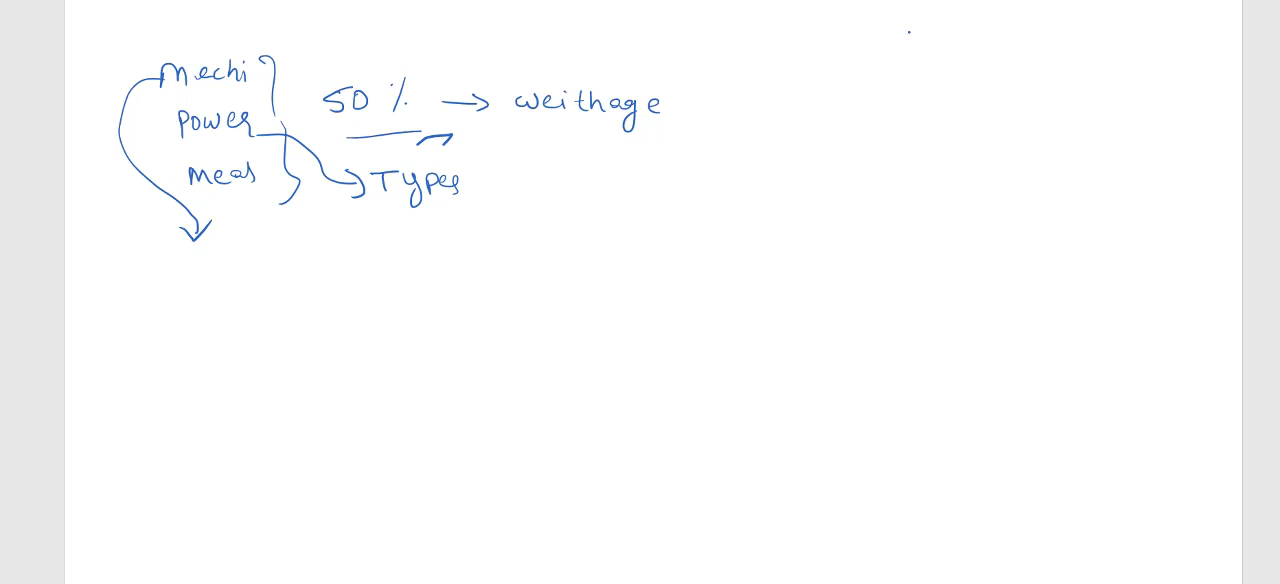 Mechi
50 % → weithage
Power
Meas
Types